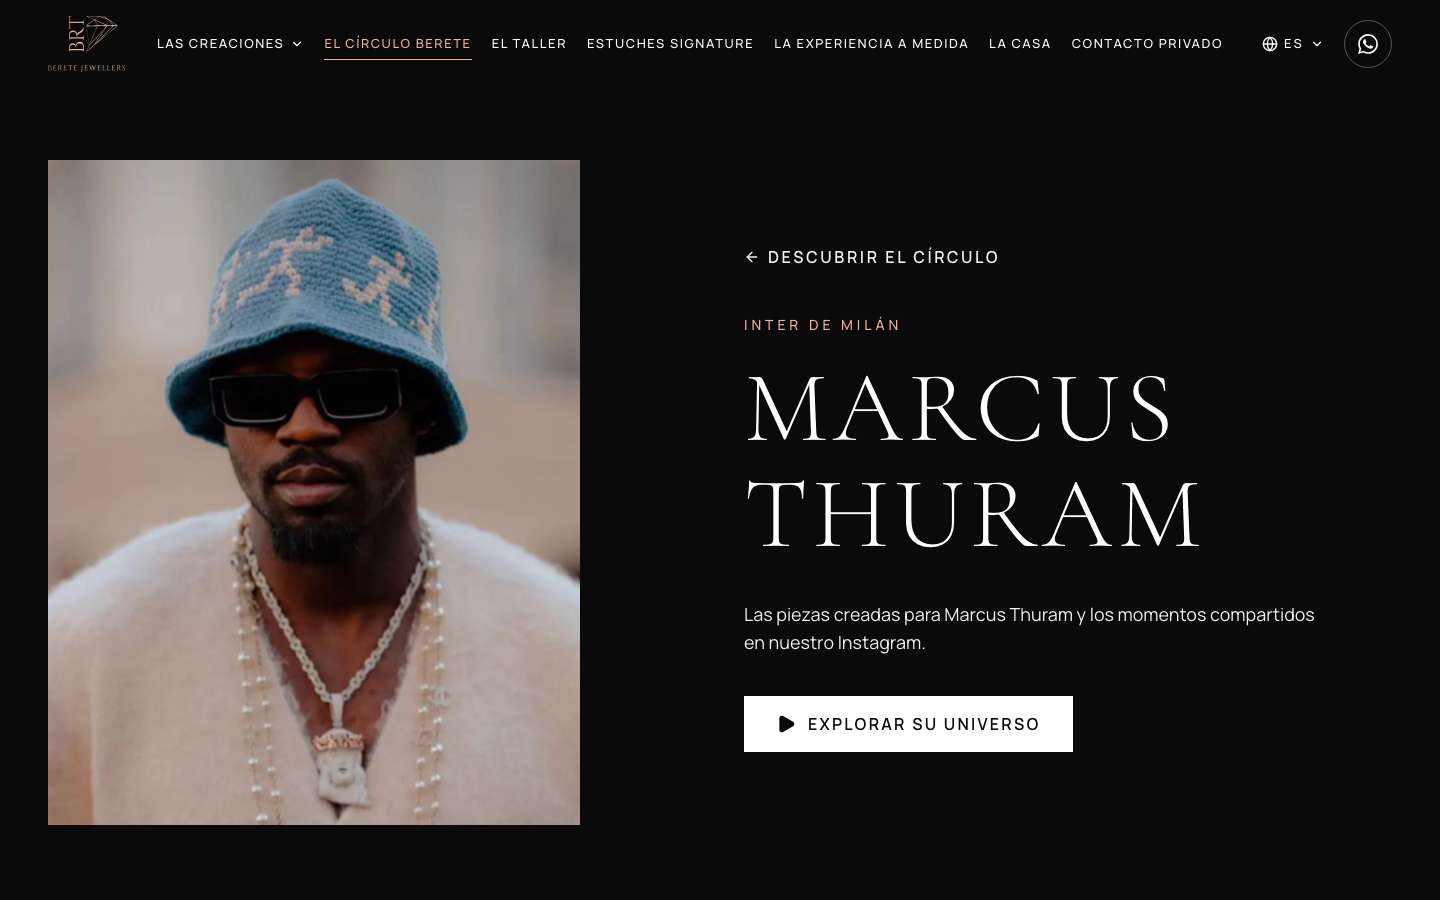 BRT
BERETE JEWELLERS
LAS CREACIONES
EL CÍRCULO BERETE
EL TALLER
ESTUCHES SIGNATURE
LA EXPERIENCIA A MEDIDA
LA CASA
CONTACTO PRIVADO
ES
DESCUBRIR EL CÍRCULO
INTER DE MILÁN
MARCUS
THURAM
Las piezas creadas para Marcus Thuram y los momentos compartidos
en nuestro Instagram.
EXPLORAR SU UNIVERSO